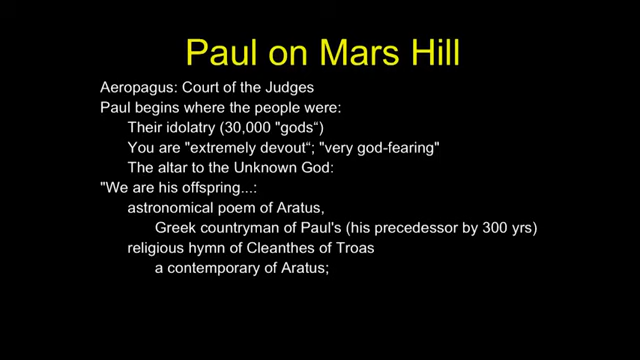 Paul on Mars Hill
Aeropagus: Court of the Judges
Paul begins where the people were:
Their idolatry (30,000 "gods“)
You are "extremely devout“; "very god-fearing"
The altar to the Unknown God:
"We are his offspring...:
astronomical poem of Aratus,
Greek countryman of Paul's (his precedessor by 300 yrs)
religious hymn of Cleanthes of Troas
a contemporary of Aratus;